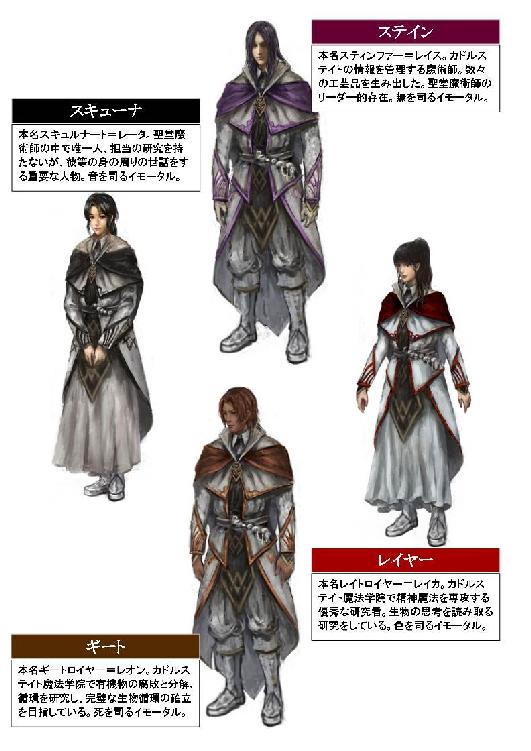 ステイン
本名スティンファー＝レイス。カドルス
テイトの情報を管理する魔術師。数々
の工芸品を生み出した。聖堂魔術師の
リーダー的存在。線を司るイモータル。
スキューナ
本名スキュルナート＝レータ。聖堂魔
術師の中で唯一人、担当の研究を持
たないが、彼等の身の周りの世話をす
る重要な人物。音を司るイモータル。
レイヤー
本名レイトロイヤー＝レイカ。カドルス
テイト魔法学院で精神魔法を専攻する
優秀な研究者。生物の思考を読み取る
研究をしている。色を司るイモータル。
ギート
本名ギートロイヤー＝レオン。カドルス
テイト魔法学院で有機物の腐敗と分解、
循環を研究し、完璧な生物循環の確立
を目指している。死を司るイモータル。